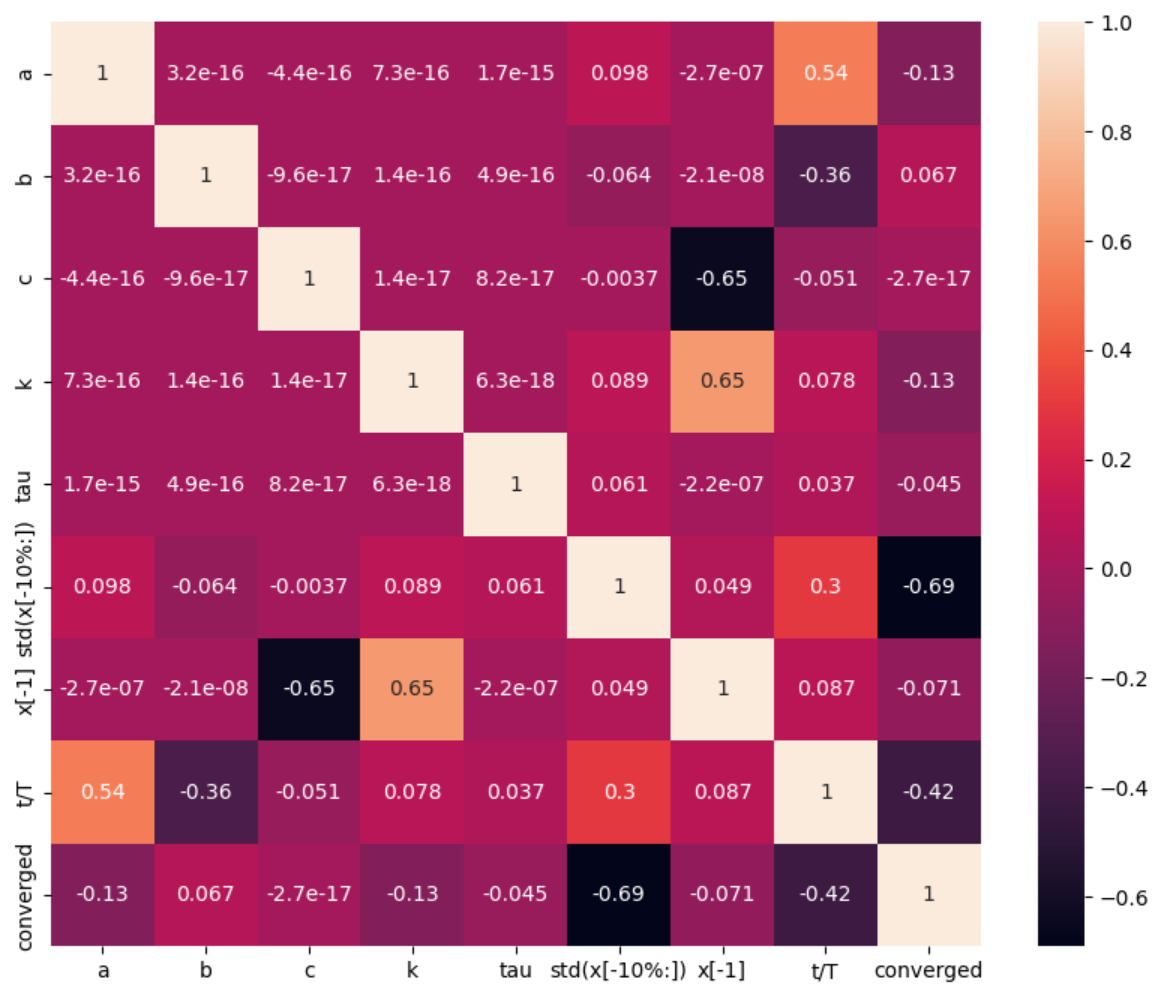 a 1 3.2e-16 -4.4e-16 7.3e-16 1.7e-15 0.098 -2.7e-07 0.54 -0.13
b 3.2e-16 1 -9.6e-17 1.4e-16 4.9e-16 -0.064 -2.1e-08 -0.36 0.067
c -4.4e-16 -9.6e-17 1 1.4e-17 8.2e-17 -0.0037 -0.65 -0.051 -2.7e-17
k 7.3e-16 1.4e-16 1.4e-17 1 6.3e-18 0.089 0.65 0.078 -0.13
tau 1.7e-15 4.9e-16 8.2e-17 6.3e-18 1 0.061 -2.2e-07 0.037 -0.045
std(x[-10%:]) 0.098 -0.064 -0.0037 0.089 0.061 1 0.049 0.3 -0.69
x[-1] -2.7e-07 -2.1e-08 -0.65 0.65 -2.2e-07 0.049 1 0.087 -0.071
t/T 0.54 -0.36 -0.051 0.078 0.037 0.3 0.087 1 -0.42
converged -0.13 0.067 -2.7e-17 -0.13 -0.045 -0.69 -0.071 -0.42 1
a b c k tau std(x[-10%:]) x[-1] t/T converged
1.0
0.8
0.6
0.4
0.2
0.0
−0.2
−0.4
−0.6